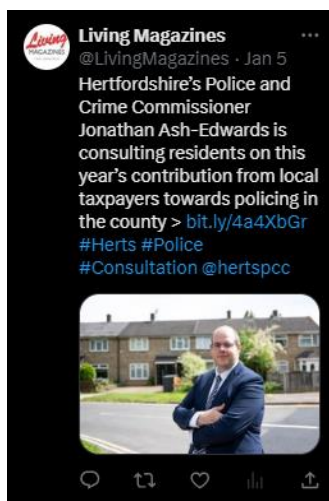 Living
MAGAZINES
Living Magazines
@LivingMagazines · Jan 5
Hertfordshire's Police and
Crime Commissioner
Jonathan Ash-Edwards is
consulting residents on this
year's contribution from local
taxpayers towards policing in
the county > bit.ly/4a4XbGr
#Herts #Police
#Consultation @hertspcc